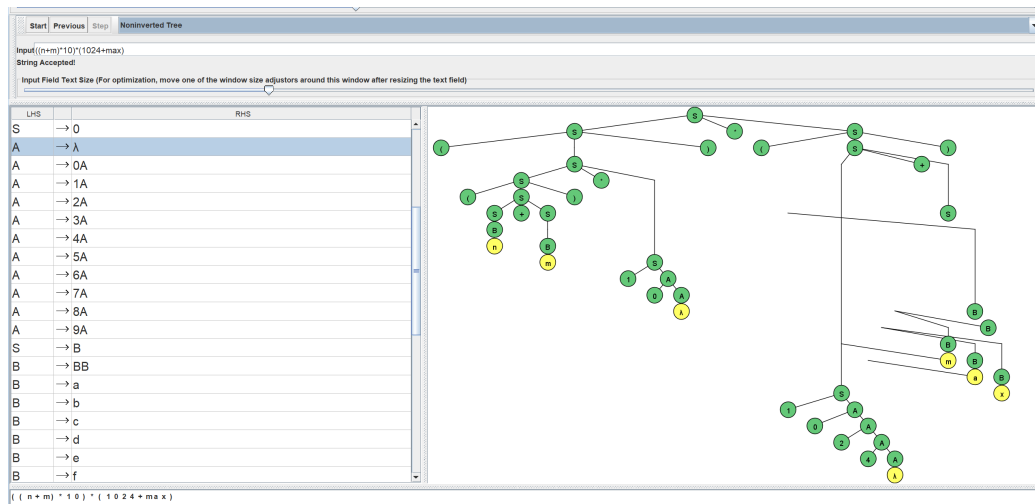 Start Previous Step Noninverted Tree
Input ((n+m)*10)*(1024+max)
String Accepted!
Input Field Text Size (For optimization, move one of the window size adjustors around this window after resizing the text field)
LHS RHS
S → 0
A → λ
A → 0A
A → 1A
A → 2A
A → 3A
A → 4A
A → 5A
A → 6A
A → 7A
A → 8A
A → 9A
S → B
B → BB
B → a
B → b
B → c
B → d
B → e
B → f
S
S * S
( ) ( S )
S +
S *
( S ) S
S + S
B
n B
m S
1 A
0 A
λ
B
B
B
m B
a B
x
S
1 A
0 A
2 A
4 A
λ
( ( n + m ) * 1 0 ) * ( 1 0 2 4 + m a x )